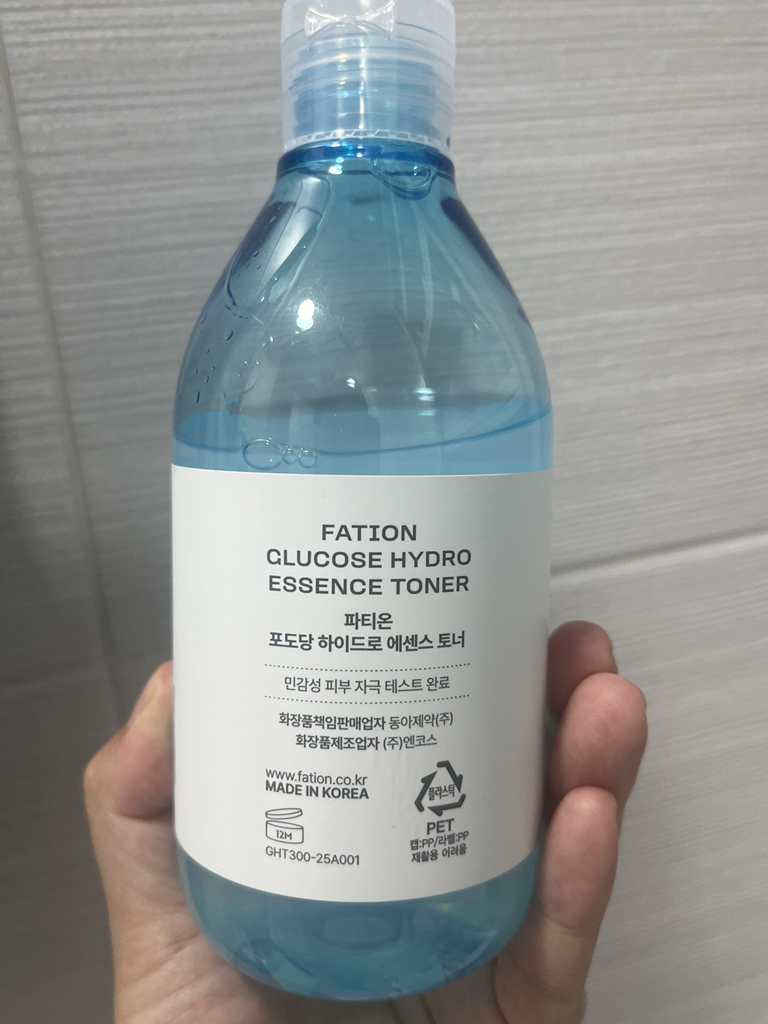 FATION
GLUCOSE HYDRO
ESSENCE TONER
파티온
포도당 하이드로 에센스 토너
민감성 피부 자극 테스트 완료
화장품책임판매업자 동아제약(주)
화장품제조업자 (주)엔코스
www.fation.co.kr
MADE IN KOREA
12M
GHT300-25A001
플라스틱
PET
캡:PP/라벨:PP
재활용 어려움